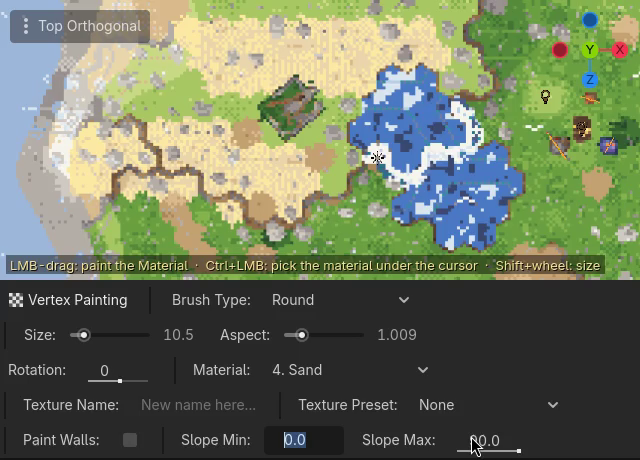 Top Orthogonal
Y X
Z
LMB-drag: paint the Material · Ctrl+LMB: pick the material under the cursor · Shift+wheel: size
Vertex Painting Brush Type: Round
Size: 10.5 Aspect: 1.009
Rotation: 0 Material: 4. Sand
Texture Name: New name here... Texture Preset: None
Paint Walls: Slope Min: 0.0 Slope Max: